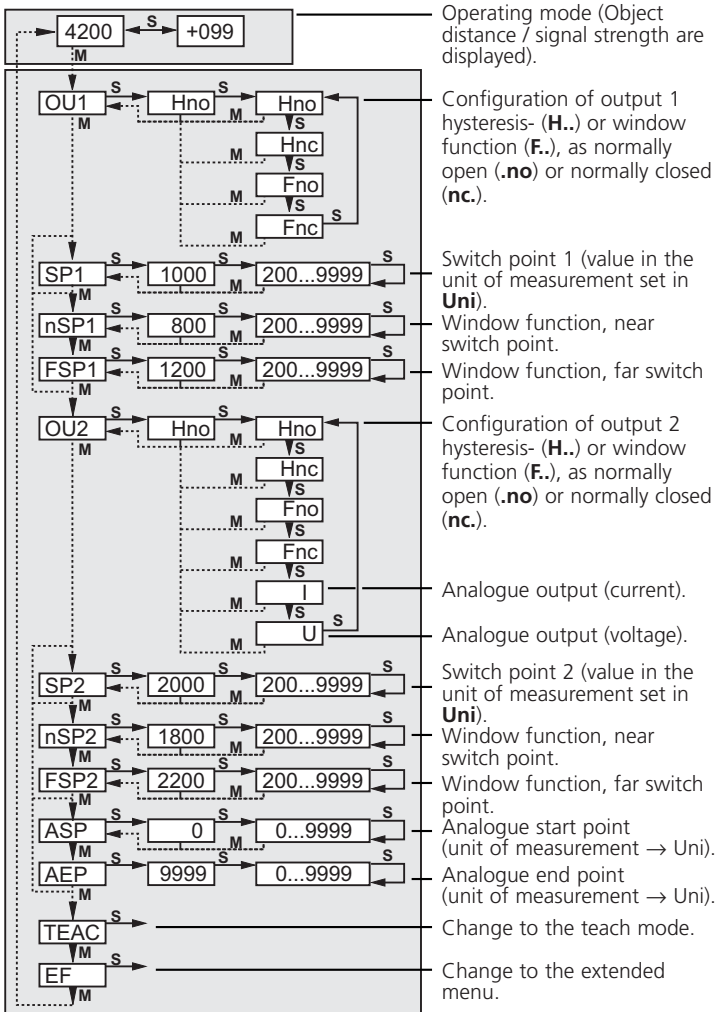 4200 S +099
M
Operating mode (Object
distance / signal strength are
displayed).
OU1 S Hno S Hno
M M S
Hnc
M S
Fno
M S
Fnc S
M
Configuration of output 1
hysteresis- (H..) or window
function (F..), as normally
open (.no) or normally closed
(nc.).
SP1 S 1000 S 200...9999 S
M M
Switch point 1 (value in the
unit of measurement set in
Uni).
nSP1 S 800 S 200...9999 S
M M
Window function, near
switch point.
FSP1 S 1200 S 200...9999 S
M M
Window function, far switch
point.
OU2 S Hno S Hno
M M S
Hnc
M S
Fno
M S
Fnc
M S
I
M S
U S
M
Configuration of output 2
hysteresis- (H..) or window
function (F..), as normally
open (.no) or normally closed
(nc.).
Analogue output (current).
Analogue output (voltage).
SP2 S 2000 S 200...9999 S
M M
Switch point 2 (value in the
unit of measurement set in
Uni).
nSP2 S 1800 S 200...9999 S
M M
Window function, near
switch point.
FSP2 S 2200 S 200...9999 S
M M
Window function, far switch
point.
ASP S 0 S 0...9999 S
M M
Analogue start point
(unit of measurement → Uni).
AEP S 9999 S 0...9999 S
M
Analogue end point
(unit of measurement → Uni).
TEAC S
M
Change to the teach mode.
EF S
M
Change to the extended
menu.